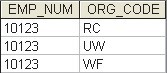 EMP_NUM ORG_CODE
10123 RC
10123 UW
10123 WF